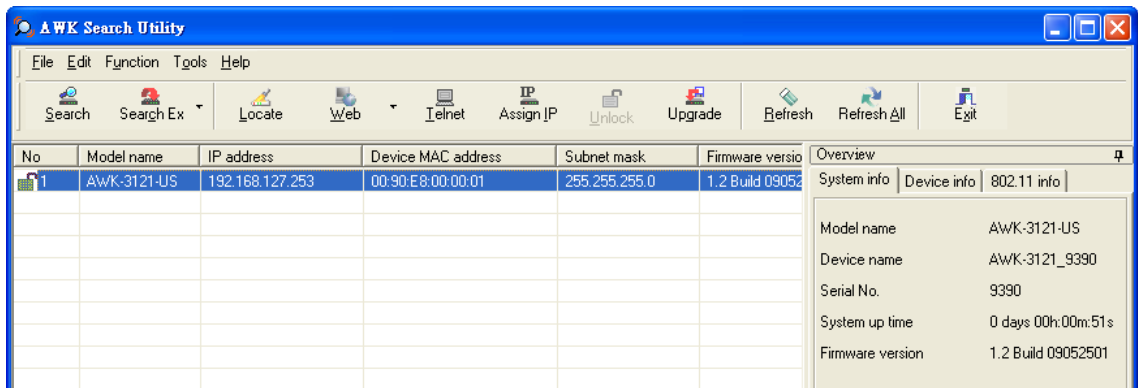 AWK Search Utility
File Edit Function Tools Help
Search Search Ex Locate Web Telnet Assign IP Unlock Upgrade Refresh Refresh All Exit
No Model name IP address Device MAC address Subnet mask Firmware versio
1 AWK-3121-US 192.168.127.253 00:90:E8:00:00:01 255.255.255.0 1.2 Build 09052
Overview
System info Device info 802.11 info
Model name AWK-3121-US
Device name AWK-3121_9390
Serial No. 9390
System up time 0 days 00h:00m:51s
Firmware version 1.2 Build 09052501